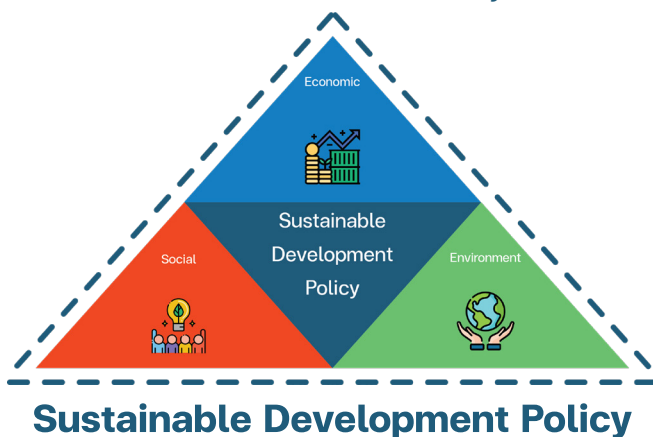 Economic
Sustainable
Development
Policy
Social
Environment
Sustainable Development Policy